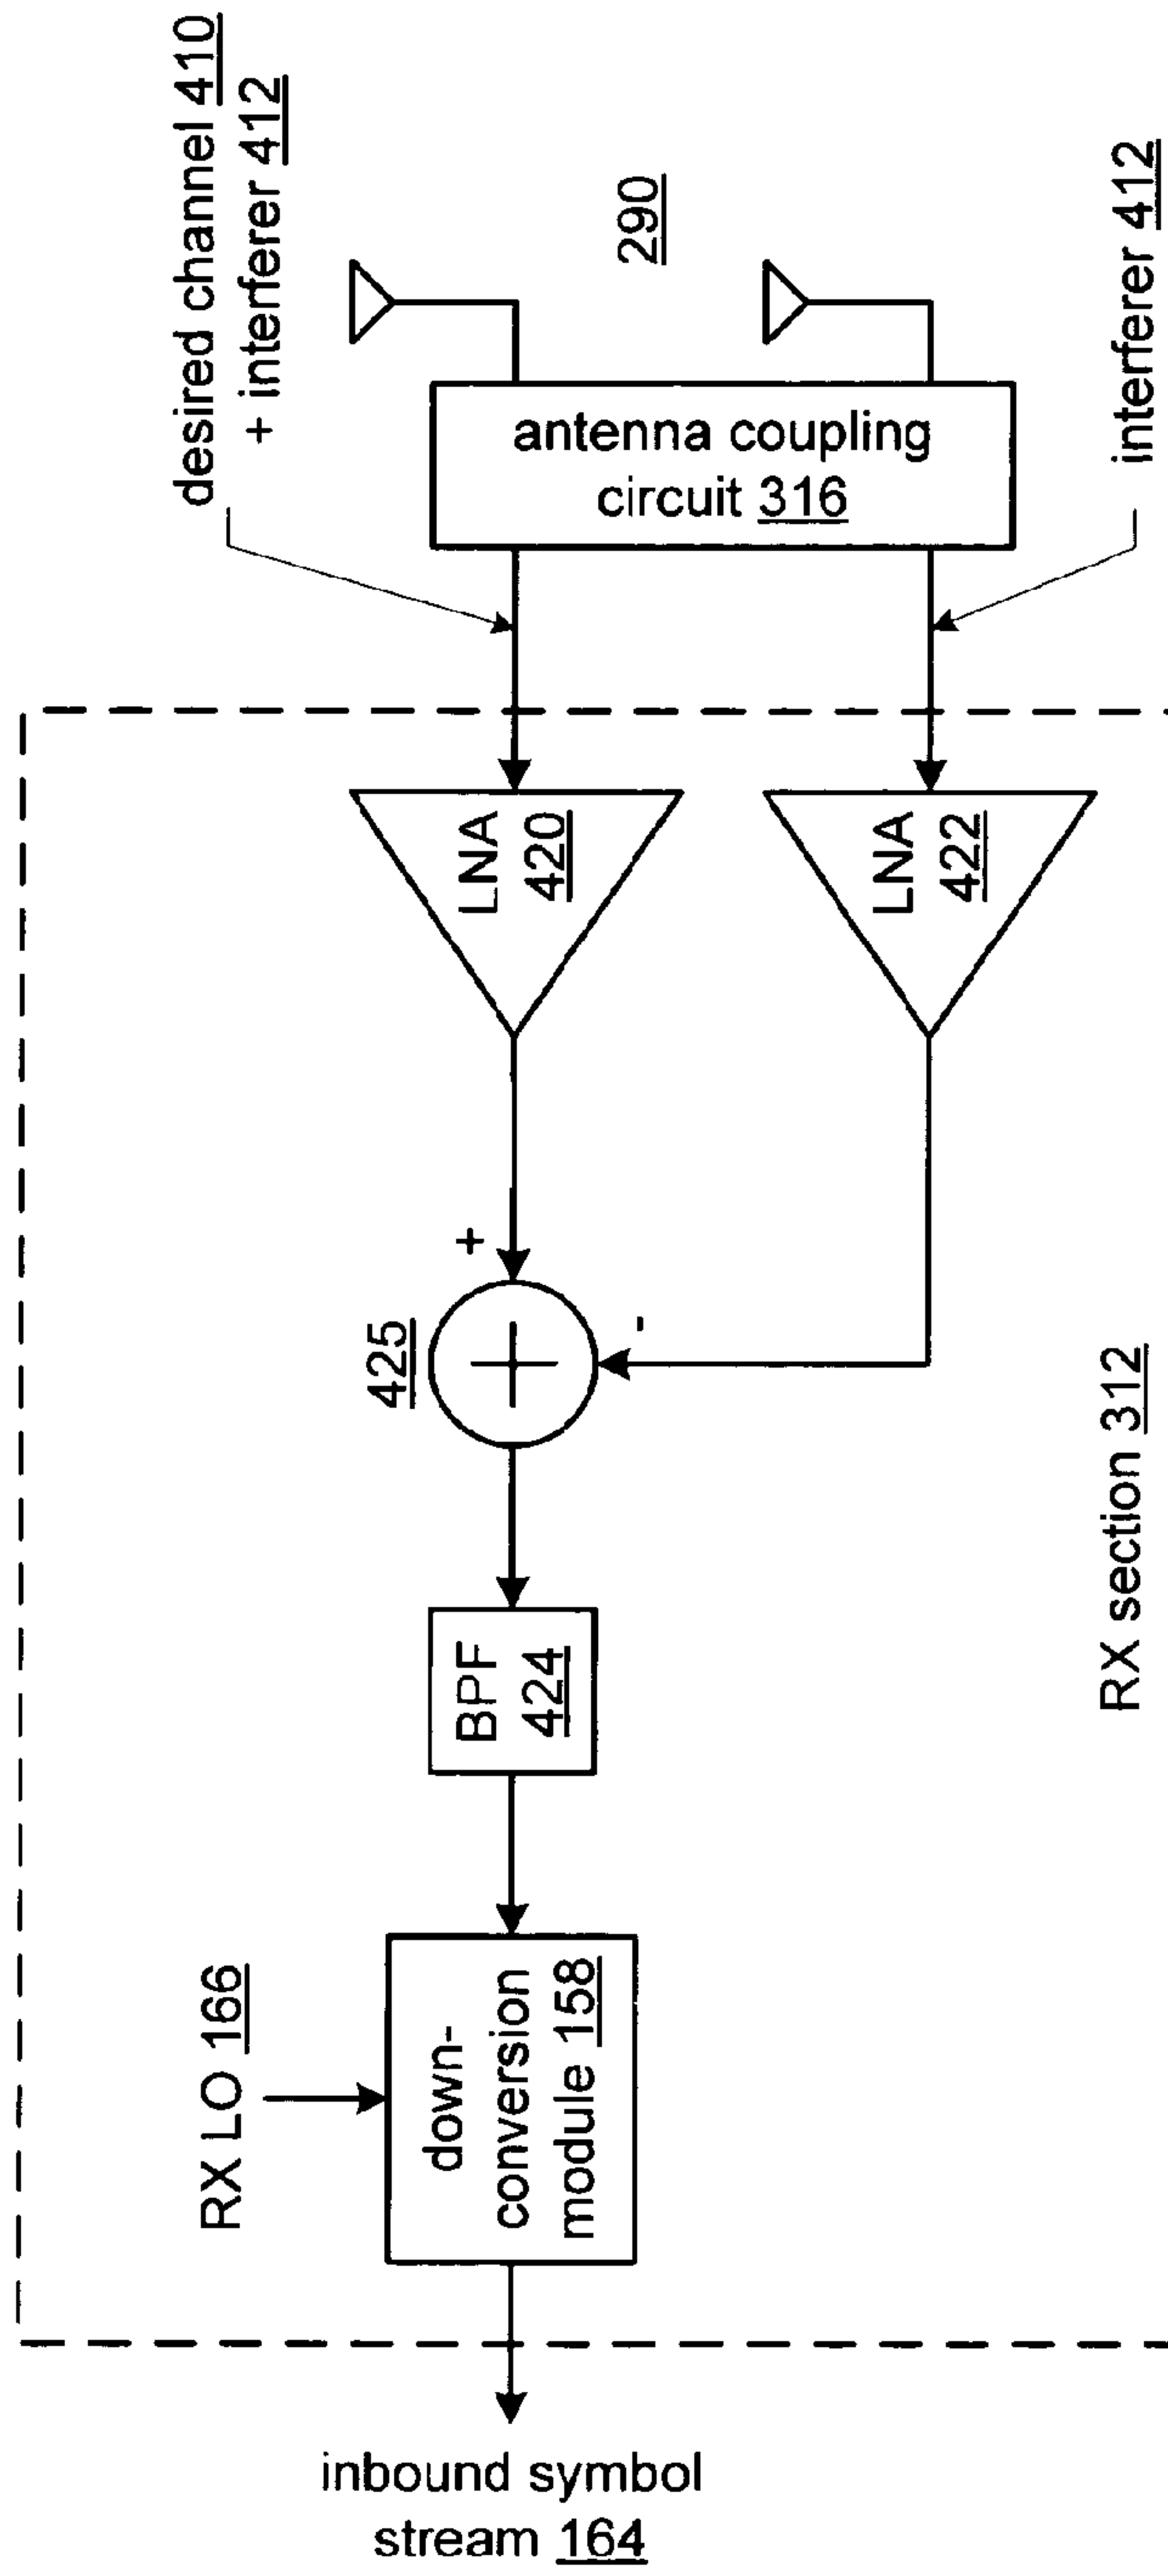 desired channel 410
+ interferer 412
290
antenna coupling
circuit 316
interferer 412
LNA
420
LNA
422
+
-
425
BPF
424
RX section 312
RX LO 166
down-
conversion
module 158
inbound symbol
stream 164